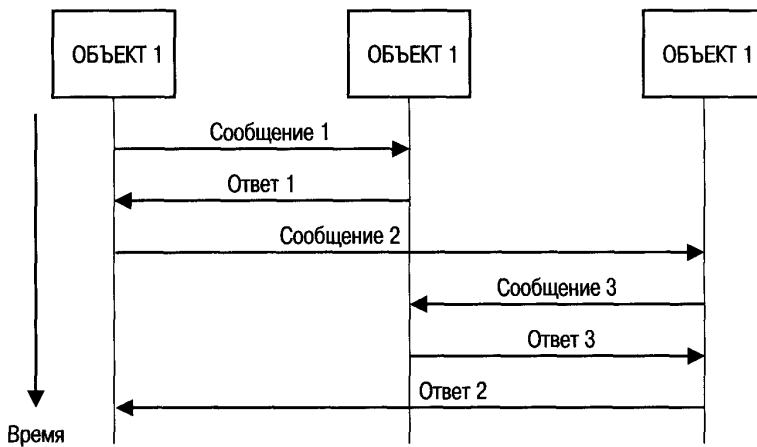 ОБЪЕКТ 1
ОБЪЕКТ 1
ОБЪЕКТ 1
Сообщение 1
Ответ 1
Сообщение 2
Сообщение 3
Ответ 3
Ответ 2
Время